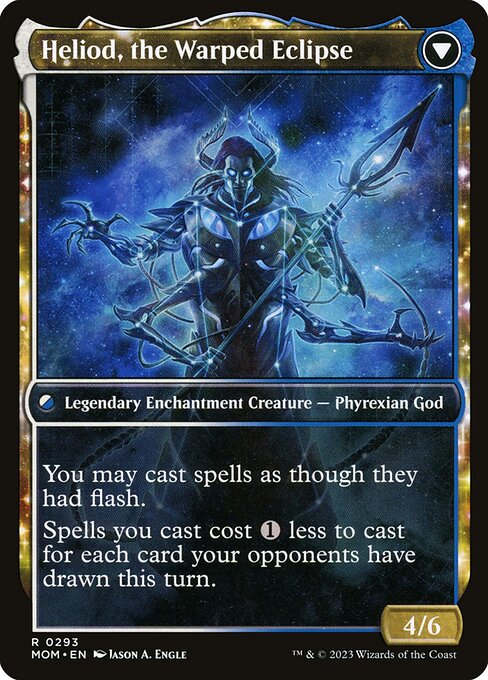 Heliod, the Warped Eclipse
Legendary Enchantment Creature — Phyrexian God
You may cast spells as though they
had flash.
Spells you cast cost 1 less to cast
for each card your opponents have
drawn this turn.
4/6
R 0293
MOM • EN Jason A. Engle
™ & © 2023 Wizards of the Coast